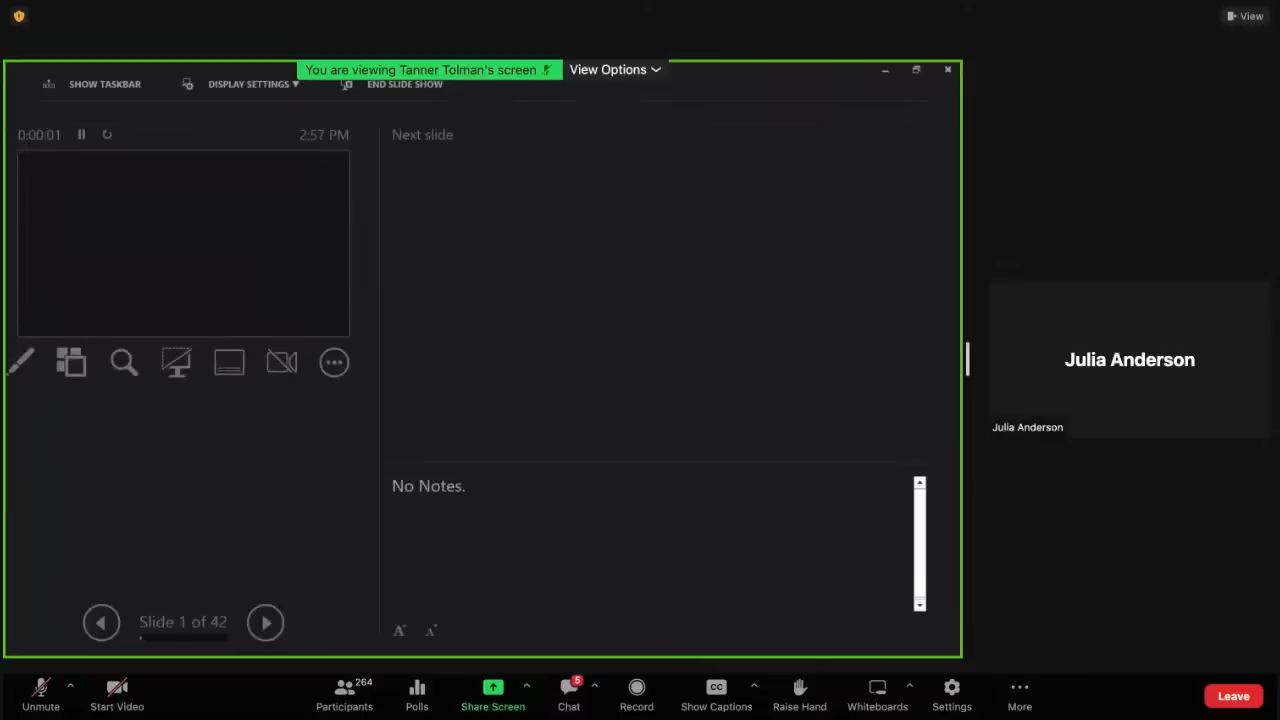 View
You are viewing Tanner Tolman's screen View Options
SHOW TASKBAR DISPLAY SETTINGS ▾ END SLIDE SHOW
0:00:01 2:57 PM
Next slide
Julia Anderson
Julia Anderson
No Notes.
Slide 1 of 42
A A
264
5
CC
Unmute Start Video Participants Polls Share Screen Chat Record Show Captions Raise Hand Whiteboards Settings More Leave